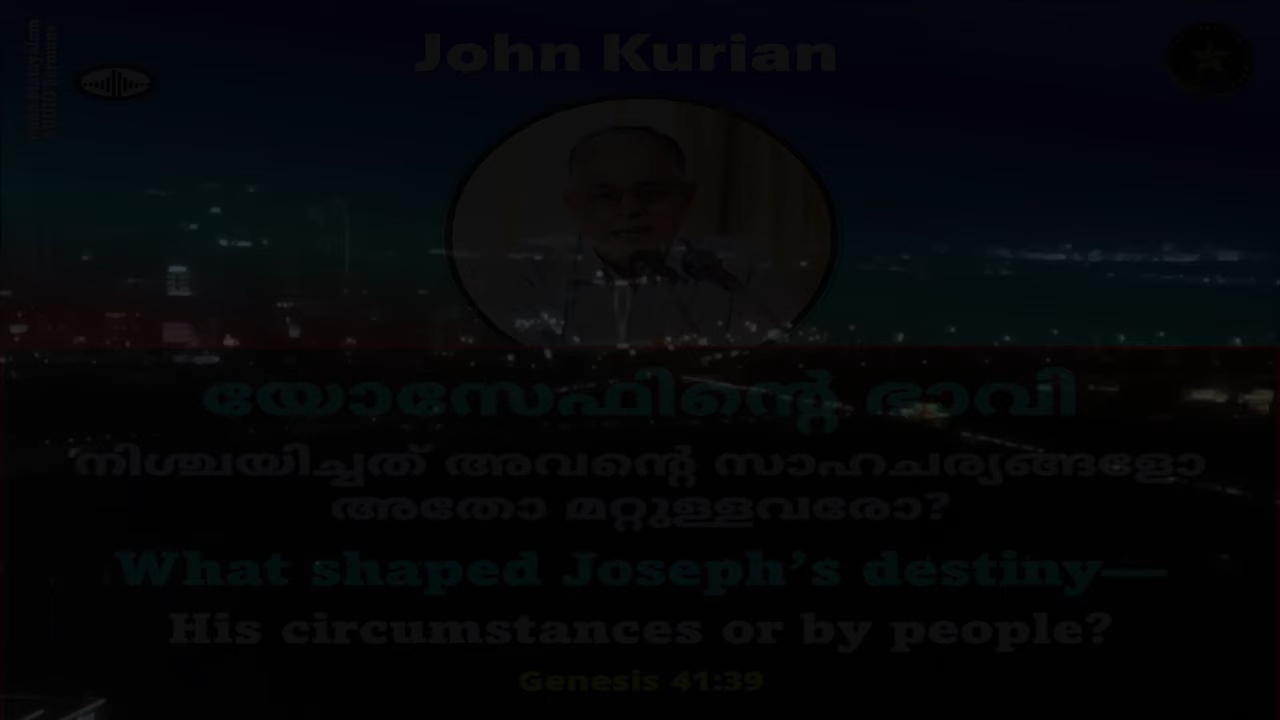 John Kurian
യോസേഫിന്റെ ഭാവി
നിശ്ചയിച്ചത് അവന്റെ സാഹചര്യങ്ങളോ
അതോ മറ്റുള്ളവരോ?
What shaped Joseph’s destiny—
His circumstances or by people?
Genesis 41:39